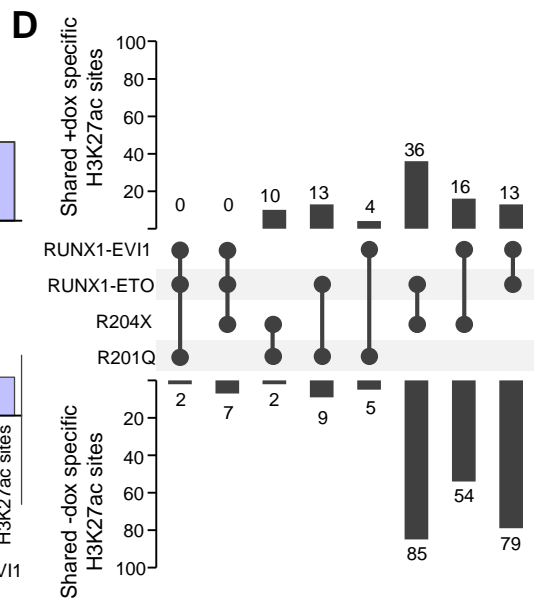 D
Shared +dox specific
H3K27ac sites
100
80
60
40
20
0
0
10
13
4
36
16
13
RUNX1-EVI1
RUNX1-ETO
R204X
R201Q
Shared -dox specific
H3K27ac sites
20
40
60
80
100
2
7
2
9
5
85
54
79
H3K27ac sites
VI1